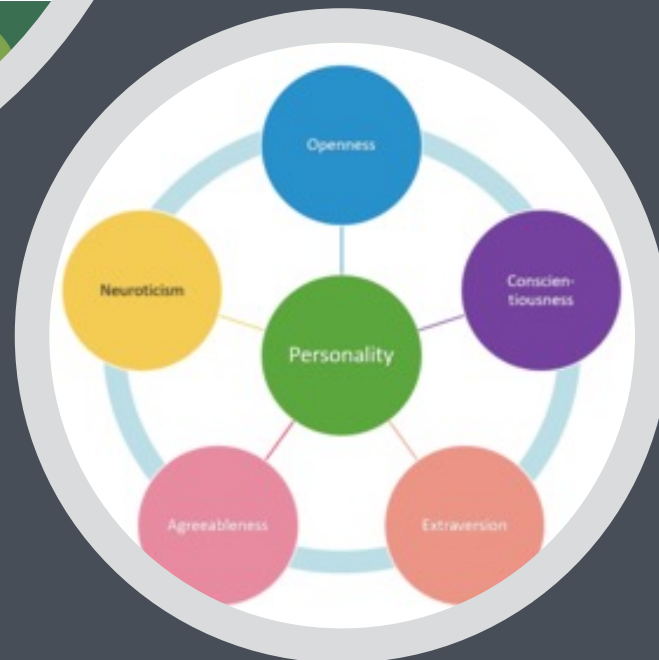 Openness
Neuroticism
Conscien-
tiousness
Personality
Agreeableness
Extraversion